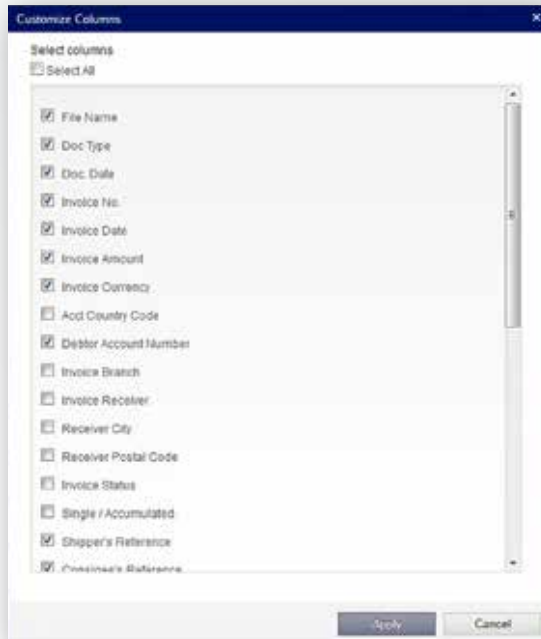 Customize Columns
Select columns
Select All
File Name
Doc Type
Doc. Date
Invoice No.
Invoice Date
Invoice Amount
Invoice Currency
Acct Country Code
Debtor Account Number
Invoice Branch
Invoice Receiver
Receiver City
Receiver Postal Code
Invoice Status
Single / Accumulated
Shipper's Reference
Consignee's Reference
Apply
Cancel